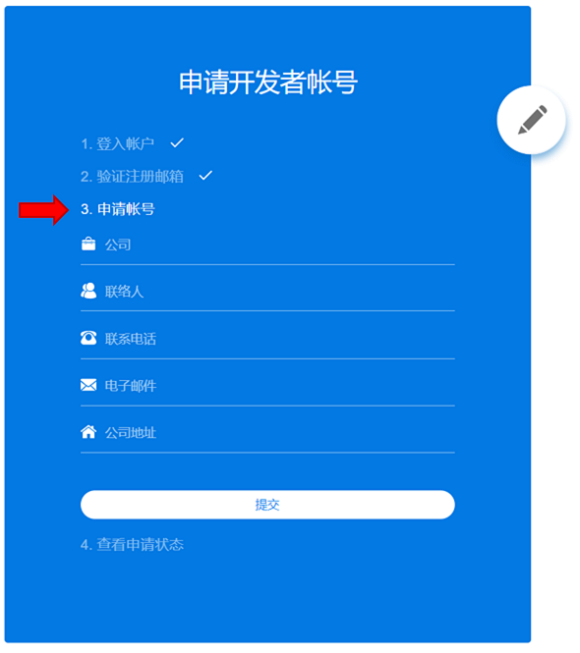 申请开发者帐号
1. 登入帐户
2. 验证注册邮箱
3. 申请帐号
公司
联络人
联系电话
电子邮件
公司地址
提交
4. 查看申请状态